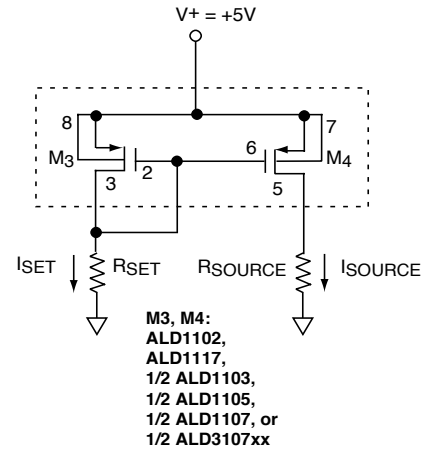 V+ = +5V
8
7
M3
6
M4
2
3
5
ISET
RSET
RSOURCE
ISOURCE
M3, M4:
ALD1102,
ALD1117,
1/2 ALD1103,
1/2 ALD1105,
1/2 ALD1107, or
1/2 ALD3107xx